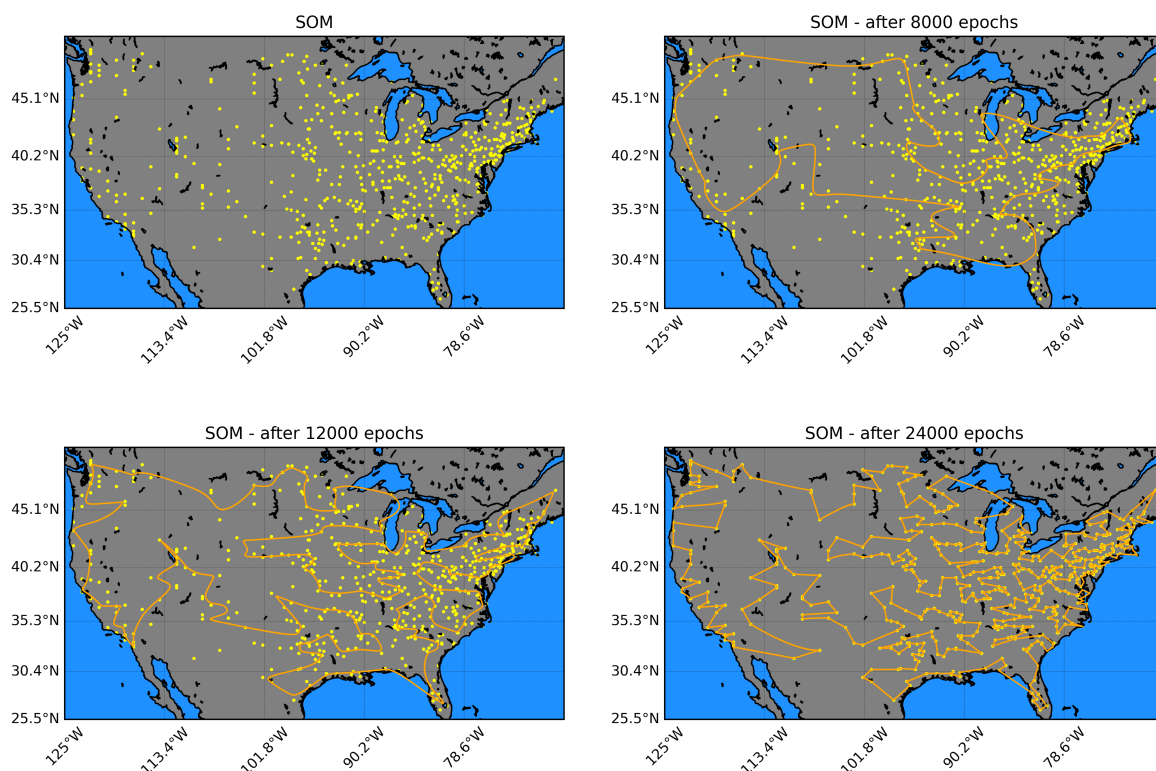 SOM
45.1°N
40.2°N
35.3°N
30.4°N
25.5°N
125°W
113.4°W
101.8°W
90.2°W
78.6°W
SOM - after 8000 epochs
45.1°N
40.2°N
35.3°N
30.4°N
25.5°N
125°W
113.4°W
101.8°W
90.2°W
78.6°W
SOM - after 12000 epochs
45.1°N
40.2°N
35.3°N
30.4°N
25.5°N
125°W
113.4°W
101.8°W
90.2°W
78.6°W
SOM - after 24000 epochs
45.1°N
40.2°N
35.3°N
30.4°N
25.5°N
125°W
113.4°W
101.8°W
90.2°W
78.6°W